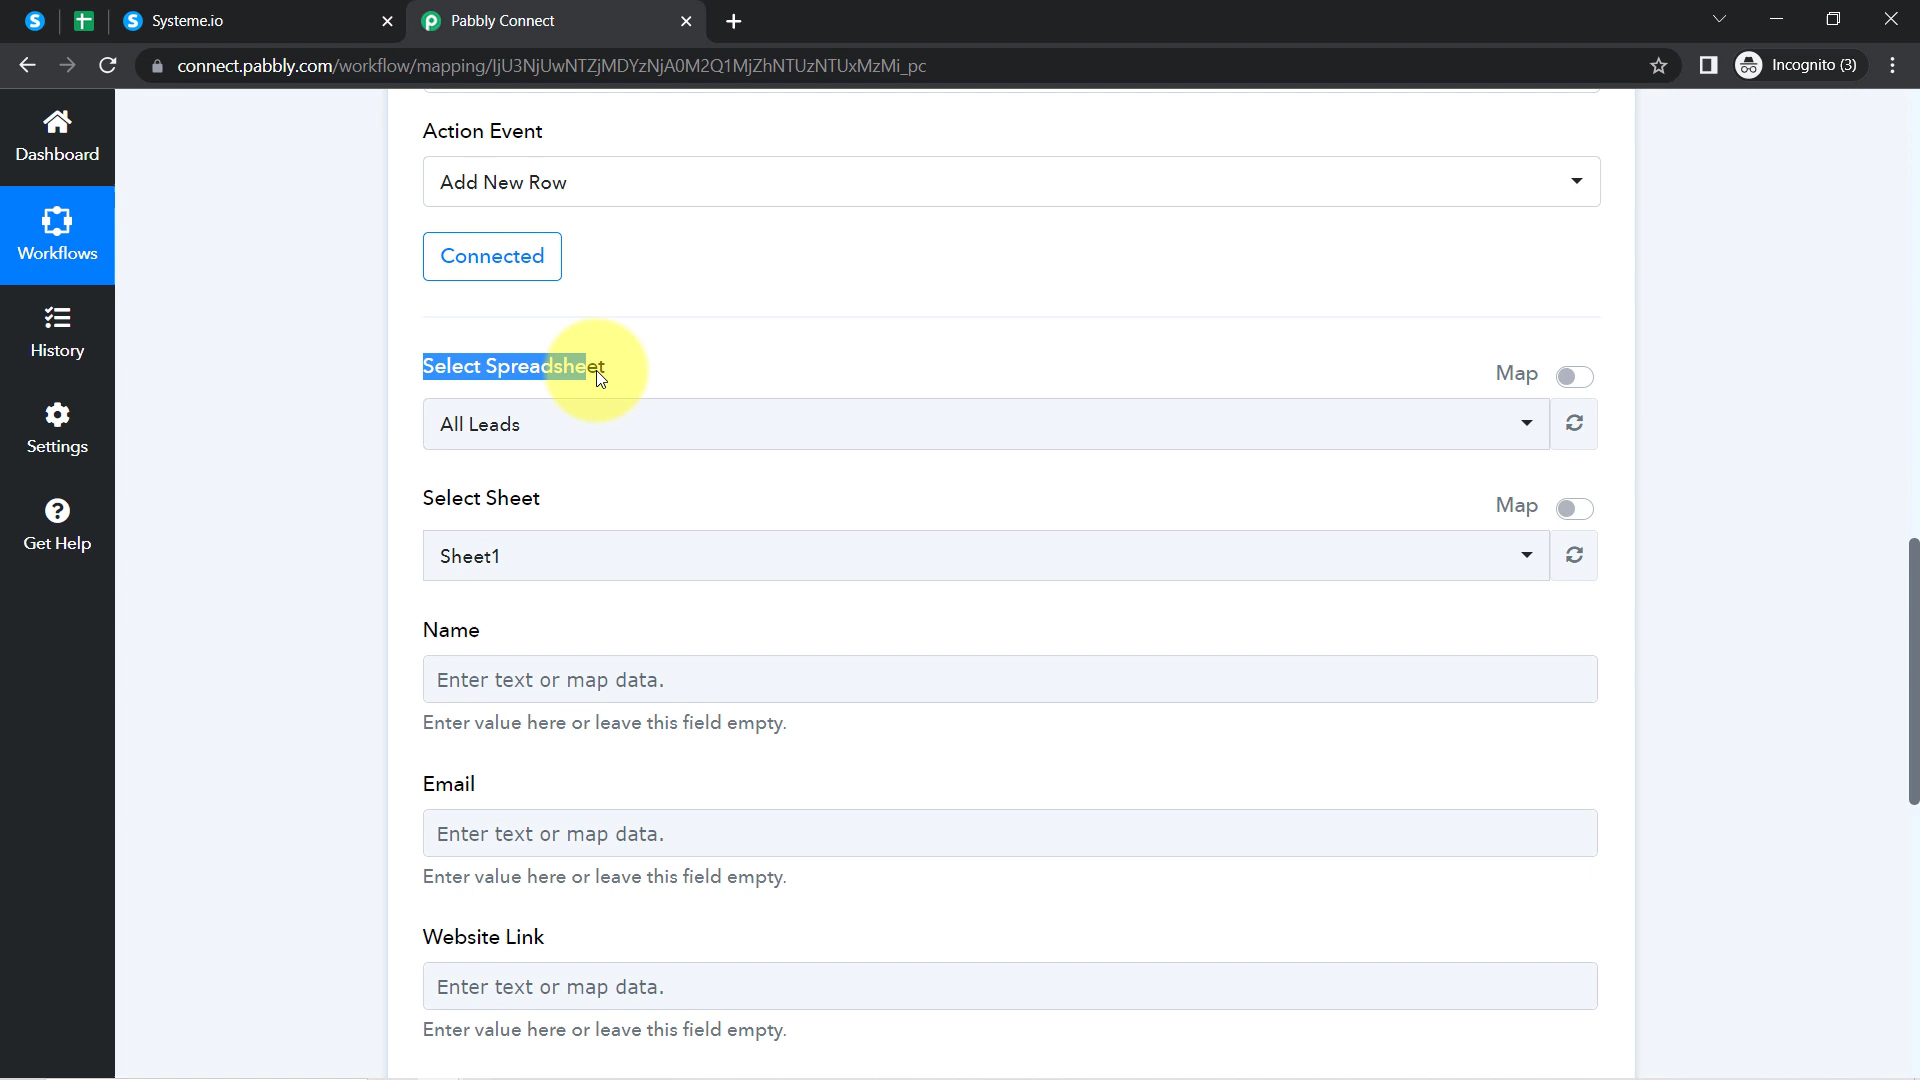 Systeme.io
Pabbly Connect
connect.pabbly.com/workflow/mapping/IjU3NjUwNTZjMDYzNjA0M2Q1MjZhNTUzNTUxMzMi_pc
Incognito (3)
Dashboard
Workflows
History
Settings
Get Help
Action Event
Add New Row
Connected
Select Spreadsheet
Map
All Leads
Select Sheet
Map
Sheet1
Name
Enter text or map data.
Enter value here or leave this field empty.
Email
Enter text or map data.
Enter value here or leave this field empty.
Website Link
Enter text or map data.
Enter value here or leave this field empty.